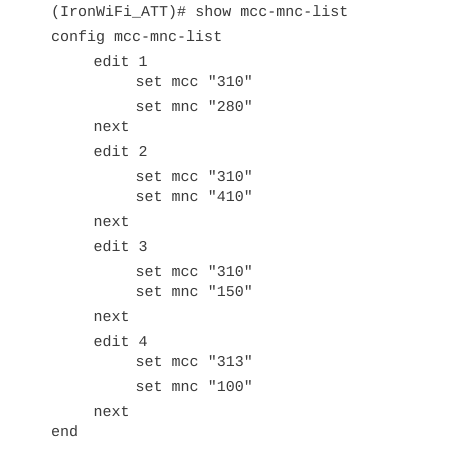 (IronWiFi_ATT)# show mcc-mnc-list
config mcc-mnc-list
edit 1
set mcc "310"
set mnc "280"
next
edit 2
set mcc "310"
set mnc "410"
next
edit 3
set mcc "310"
set mnc "150"
next
edit 4
set mcc "313"
set mnc "100"
next
end